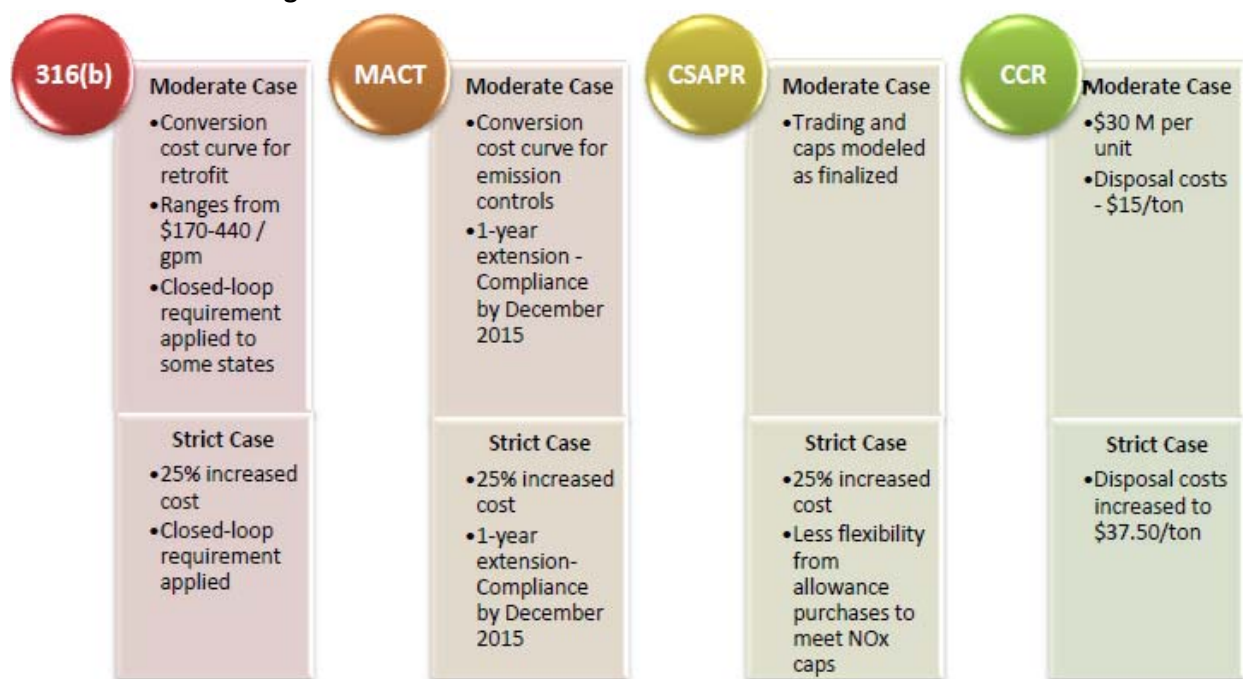 316(b)
Moderate Case
•Conversion
cost curve for
retrofit
•Ranges from
$170-440 /
gpm
•Closed-loop
requirement
applied to
some states
Strict Case
•25% increased
cost
•Closed-loop
requirement
applied
MACT
Moderate Case
•Conversion
cost curve for
emission
controls
•1-year
extension -
Compliance
by December
2015
Strict Case
•25% increased
cost
•1-year
extension-
Compliance
by December
2015
CSAPR
Moderate Case
•Trading and
caps modeled
as finalized
Strict Case
•25% increased
cost
•Less flexibility
from
allowance
purchases to
meet NOx
caps
CCR
Moderate Case
•$30 M per
unit
•Disposal costs
- $15/ton
Strict Case
•Disposal costs
increased to
$37.50/ton